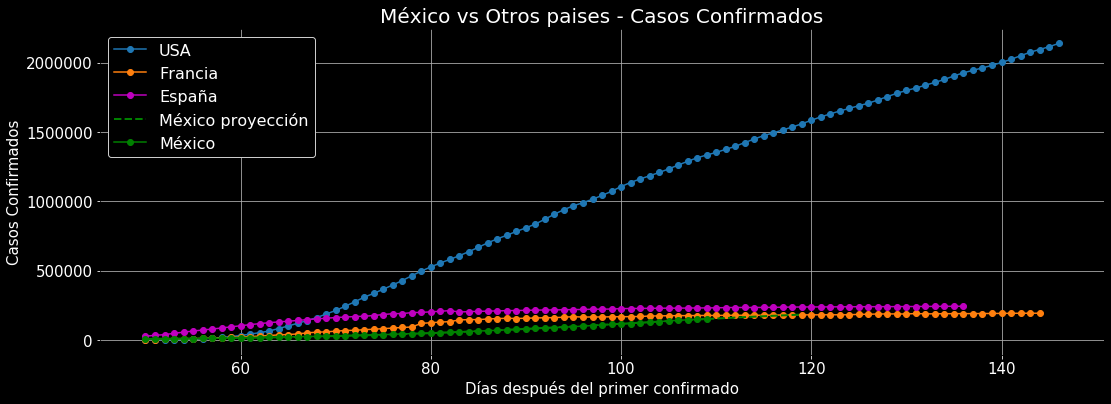 México vs Otros paises - Casos Confirmados
USA
Francia
España
México proyección
México
Casos Confirmados
2000000
1500000
1000000
500000
0
60
80
100
120
140
Días después del primer confirmado